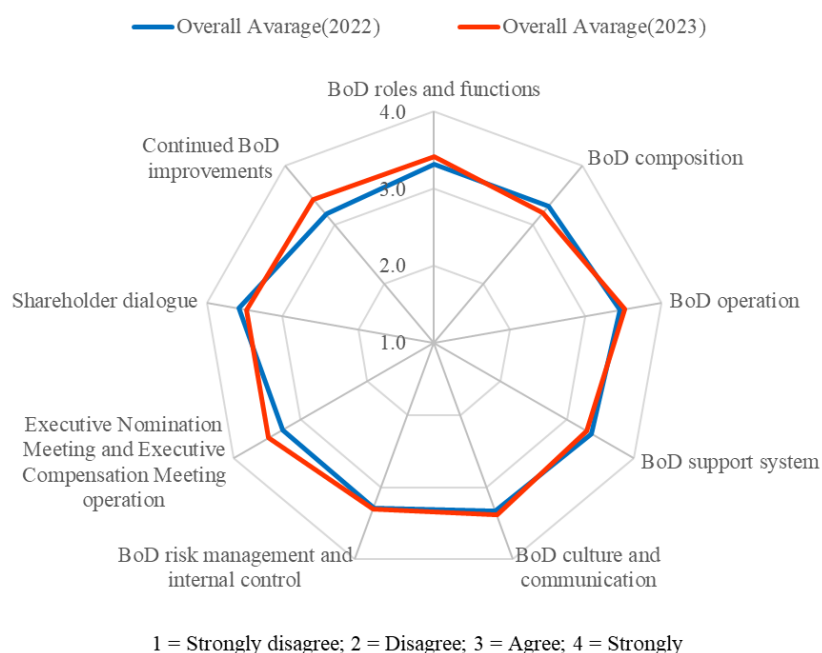 Overall Avarage(2022)
Overall Avarage(2023)
BoD roles and functions
4.0
Continued BoD
improvements
BoD composition
3.0
2.0
Shareholder dialogue
BoD operation
1.0
Executive Nomination
Meeting and Executive
Compensation Meeting
operation
BoD support system
BoD risk management and
internal control
BoD culture and
communication
1 = Strongly disagree; 2 = Disagree; 3 = Agree; 4 = Strongly